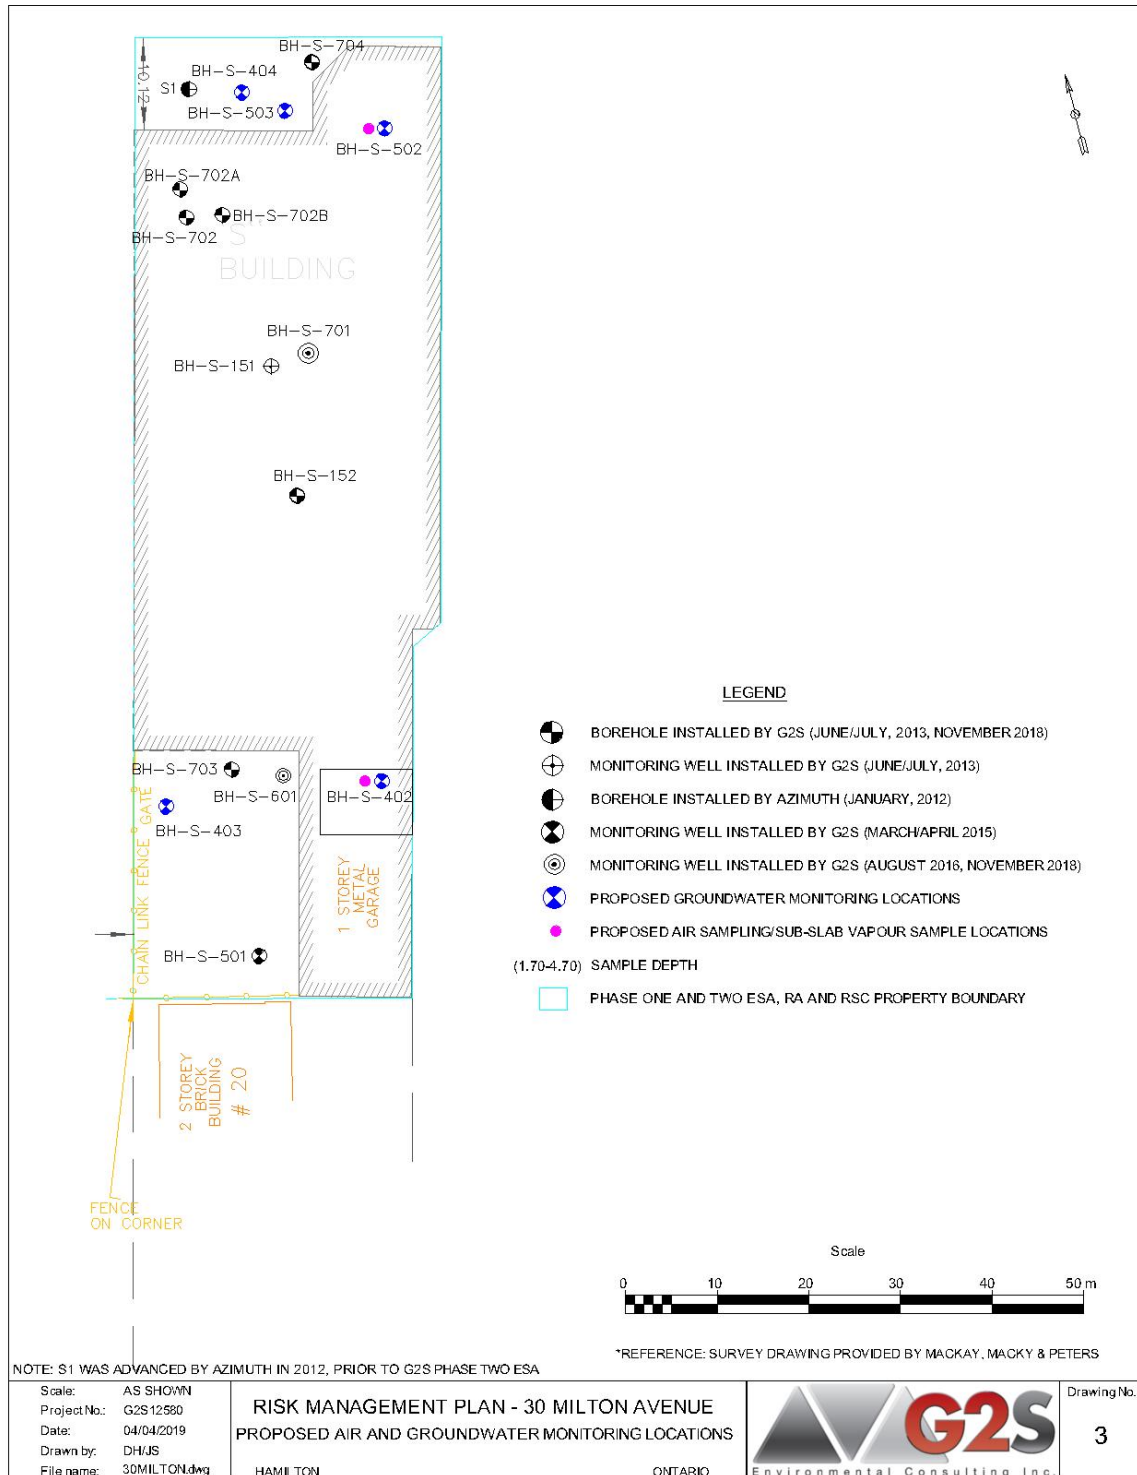 BH-S-704
BH-S-404
S1
BH-S-503
10.12
BH-S-502
BH-S-702A
BH-S-702B
BH-S-702
S"
BUILDING
BH-S-701
BH-S-151
BH-S-152
BH-S-703
BH-S-601
BH-S-402
BH-S-403
CHAIN LINK FENCE GATE
1 STOREY
METAL
GARAGE
BH-S-501
2 STOREY
BRICK
BUILDING
# 20
FENCE
ON CORNER
LEGEND
BOREHOLE INSTALLED BY G2S (JUNE/JULY, 2013, NOVEMBER 2018)
MONITORING WELL INSTALLED BY G2S (JUNE/JULY, 2013)
BOREHOLE INSTALLED BY AZIMUTH (JANUARY, 2012)
MONITORING WELL INSTALLED BY G2S (MARCH/APRIL 2015)
MONITORING WELL INSTALLED BY G2S (AUGUST 2016, NOVEMBER 2018)
PROPOSED GROUNDWATER MONITORING LOCATIONS
PROPOSED AIR SAMPLING/SUB-SLAB VAPOUR SAMPLE LOCATIONS
(1.70-4.70) SAMPLE DEPTH
PHASE ONE AND TWO ESA, RA AND RSC PROPERTY BOUNDARY
Scale
0 10 20 30 40 50 m
*REFERENCE: SURVEY DRAWING PROVIDED BY MACKAY, MACKY & PETERS
NOTE: S1 WAS ADVANCED BY AZIMUTH IN 2012, PRIOR TO G2S PHASE TWO ESA
Scale: AS SHOWN
Project No.: G2S12580
Date: 04/04/2019
Drawn by: DH/JS
File name: 30MILTON.dwg
RISK MANAGEMENT PLAN - 30 MILTON AVENUE
PROPOSED AIR AND GROUNDWATER MONITORING LOCATIONS
HAMILTON ONTARIO
G2S
Environmental Consulting Inc.
Drawing No.
3